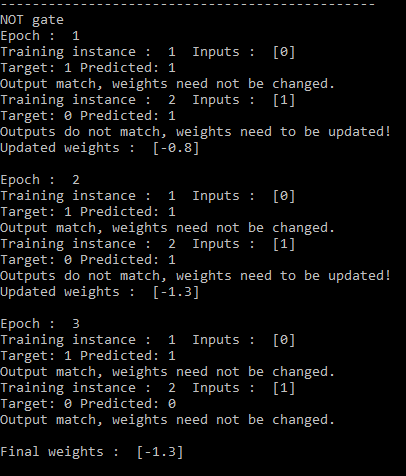 -----------------------------------------------
NOT gate
Epoch :  1
Training instance :  1  Inputs :  [0]
Target: 1 Predicted: 1
Output match, weights need not be changed.
Training instance :  2  Inputs :  [1]
Target: 0 Predicted: 1
Outputs do not match, weights need to be updated!
Updated weights :  [-0.8]
Epoch :  2
Training instance :  1  Inputs :  [0]
Target: 1 Predicted: 1
Output match, weights need not be changed.
Training instance :  2  Inputs :  [1]
Target: 0 Predicted: 1
Outputs do not match, weights need to be updated!
Updated weights :  [-1.3]
Epoch :  3
Training instance :  1  Inputs :  [0]
Target: 1 Predicted: 1
Output match, weights need not be changed.
Training instance :  2  Inputs :  [1]
Target: 0 Predicted: 0
Output match, weights need not be changed.
Final weights :  [-1.3]